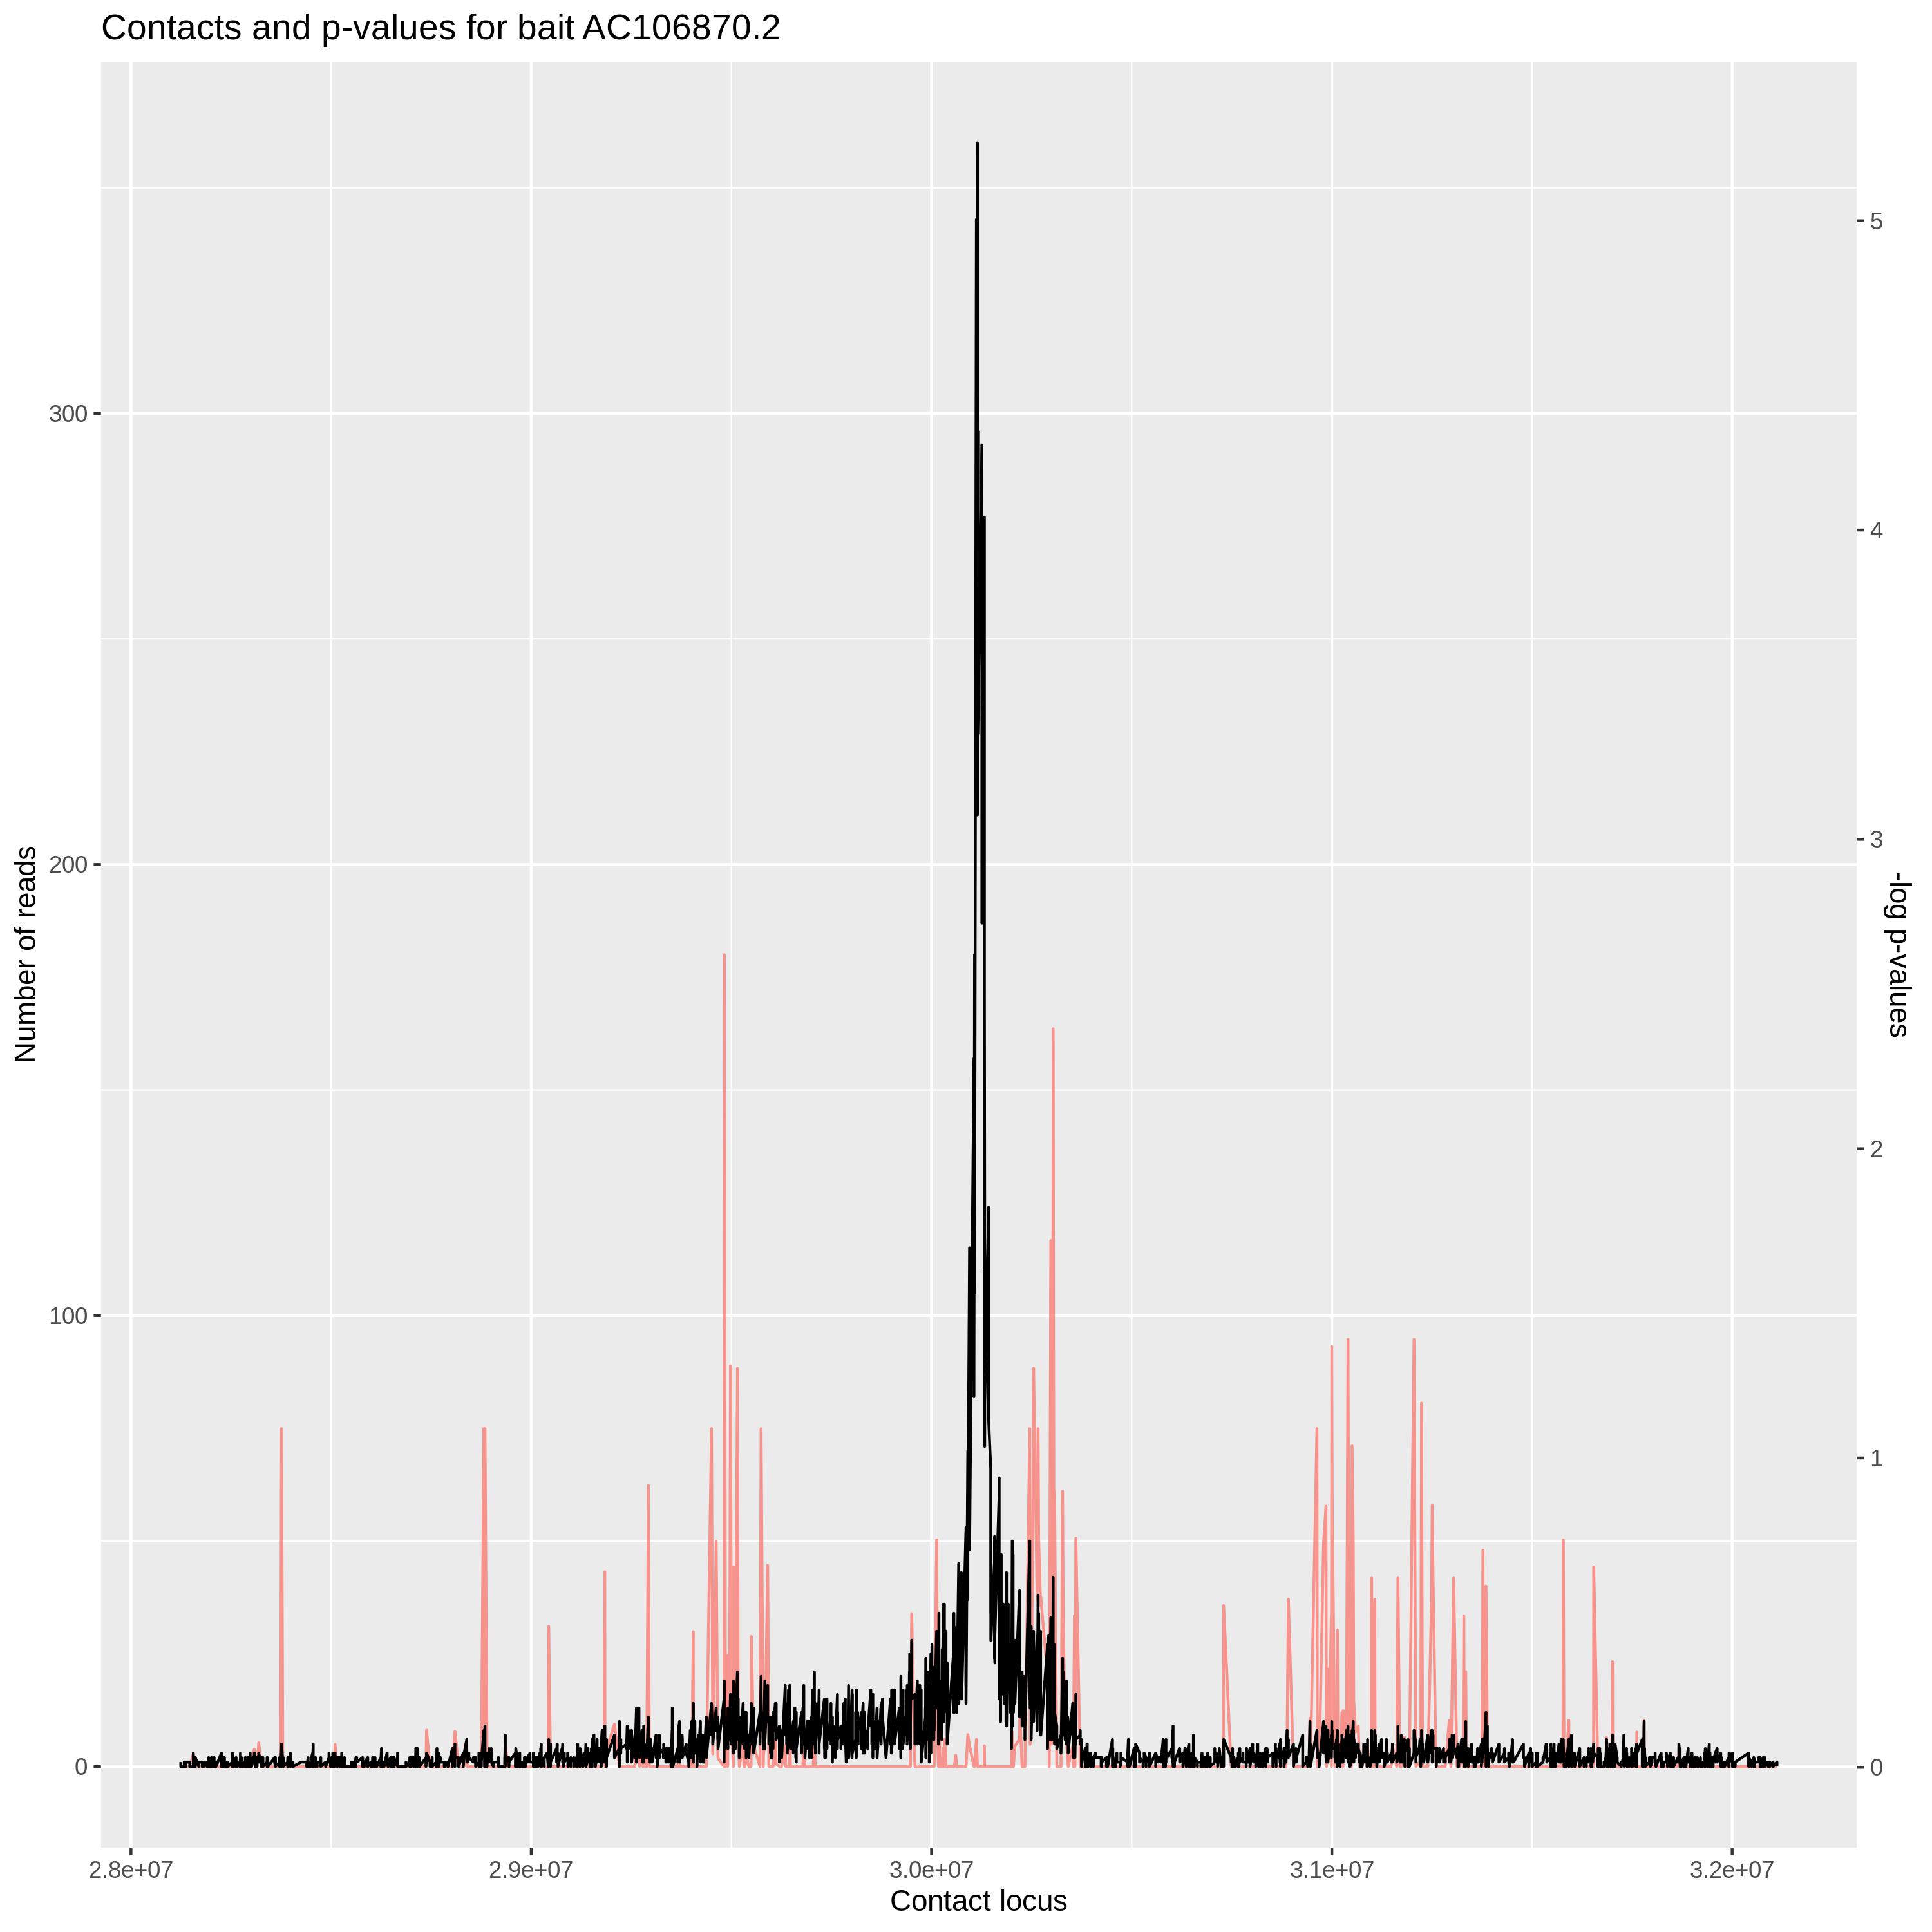 Contacts and p-values for bait AC106870.2
Number of reads
300
200
100
0
5
4
3
2
1
0
-log p-values
2.8e+07
2.9e+07
3.0e+07
3.1e+07
3.2e+07
Contact locus